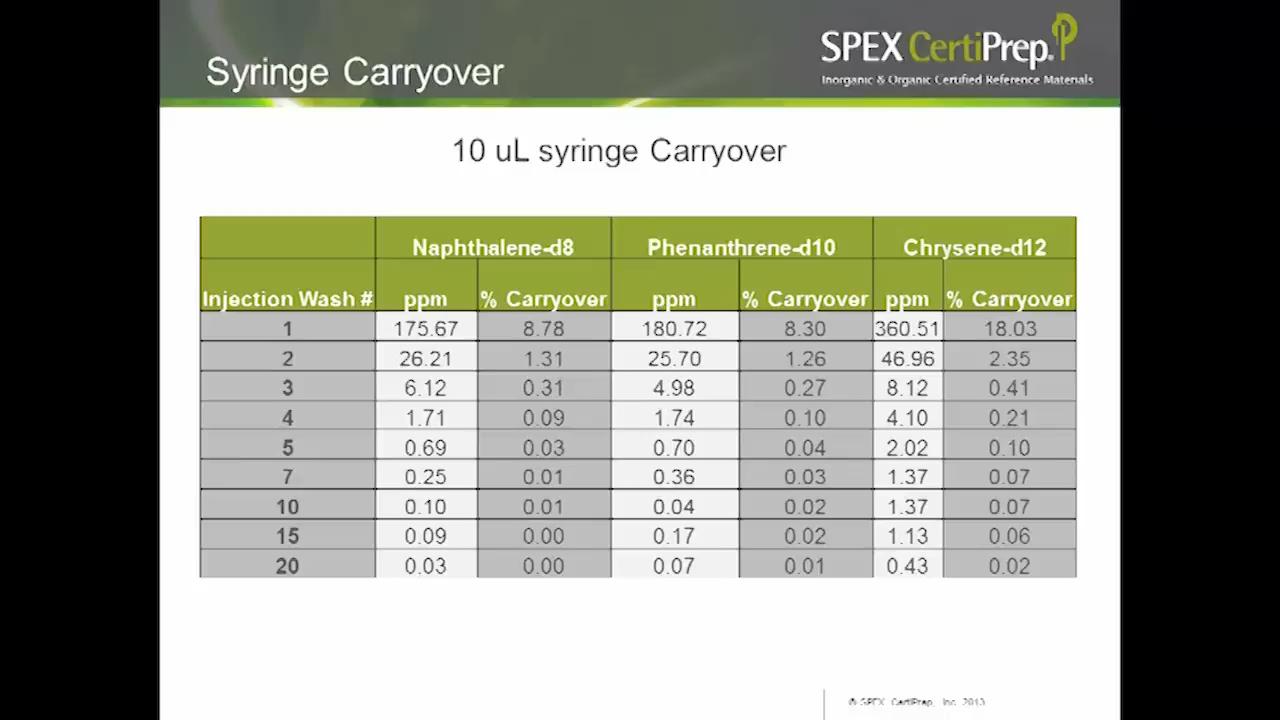 Syringe Carryover
SPEX CertiPrep.
Inorganic & Organic Certified Reference Materials
10 uL syringe Carryover
Naphthalene-d8 Phenanthrene-d10 Chrysene-d12
Injection Wash # ppm % Carryover ppm % Carryover ppm % Carryover
1 175.67 8.78 180.72 8.30 360.51 18.03
2 26.21 1.31 25.70 1.26 46.96 2.35
3 6.12 0.31 4.98 0.27 8.12 0.41
4 1.71 0.09 1.74 0.10 4.10 0.21
5 0.69 0.03 0.70 0.04 2.02 0.10
7 0.25 0.01 0.36 0.03 1.37 0.07
10 0.10 0.01 0.04 0.02 1.37 0.07
15 0.09 0.00 0.17 0.02 1.13 0.06
20 0.03 0.00 0.07 0.01 0.43 0.02
© SPEX CertiPrep, Inc. 2013